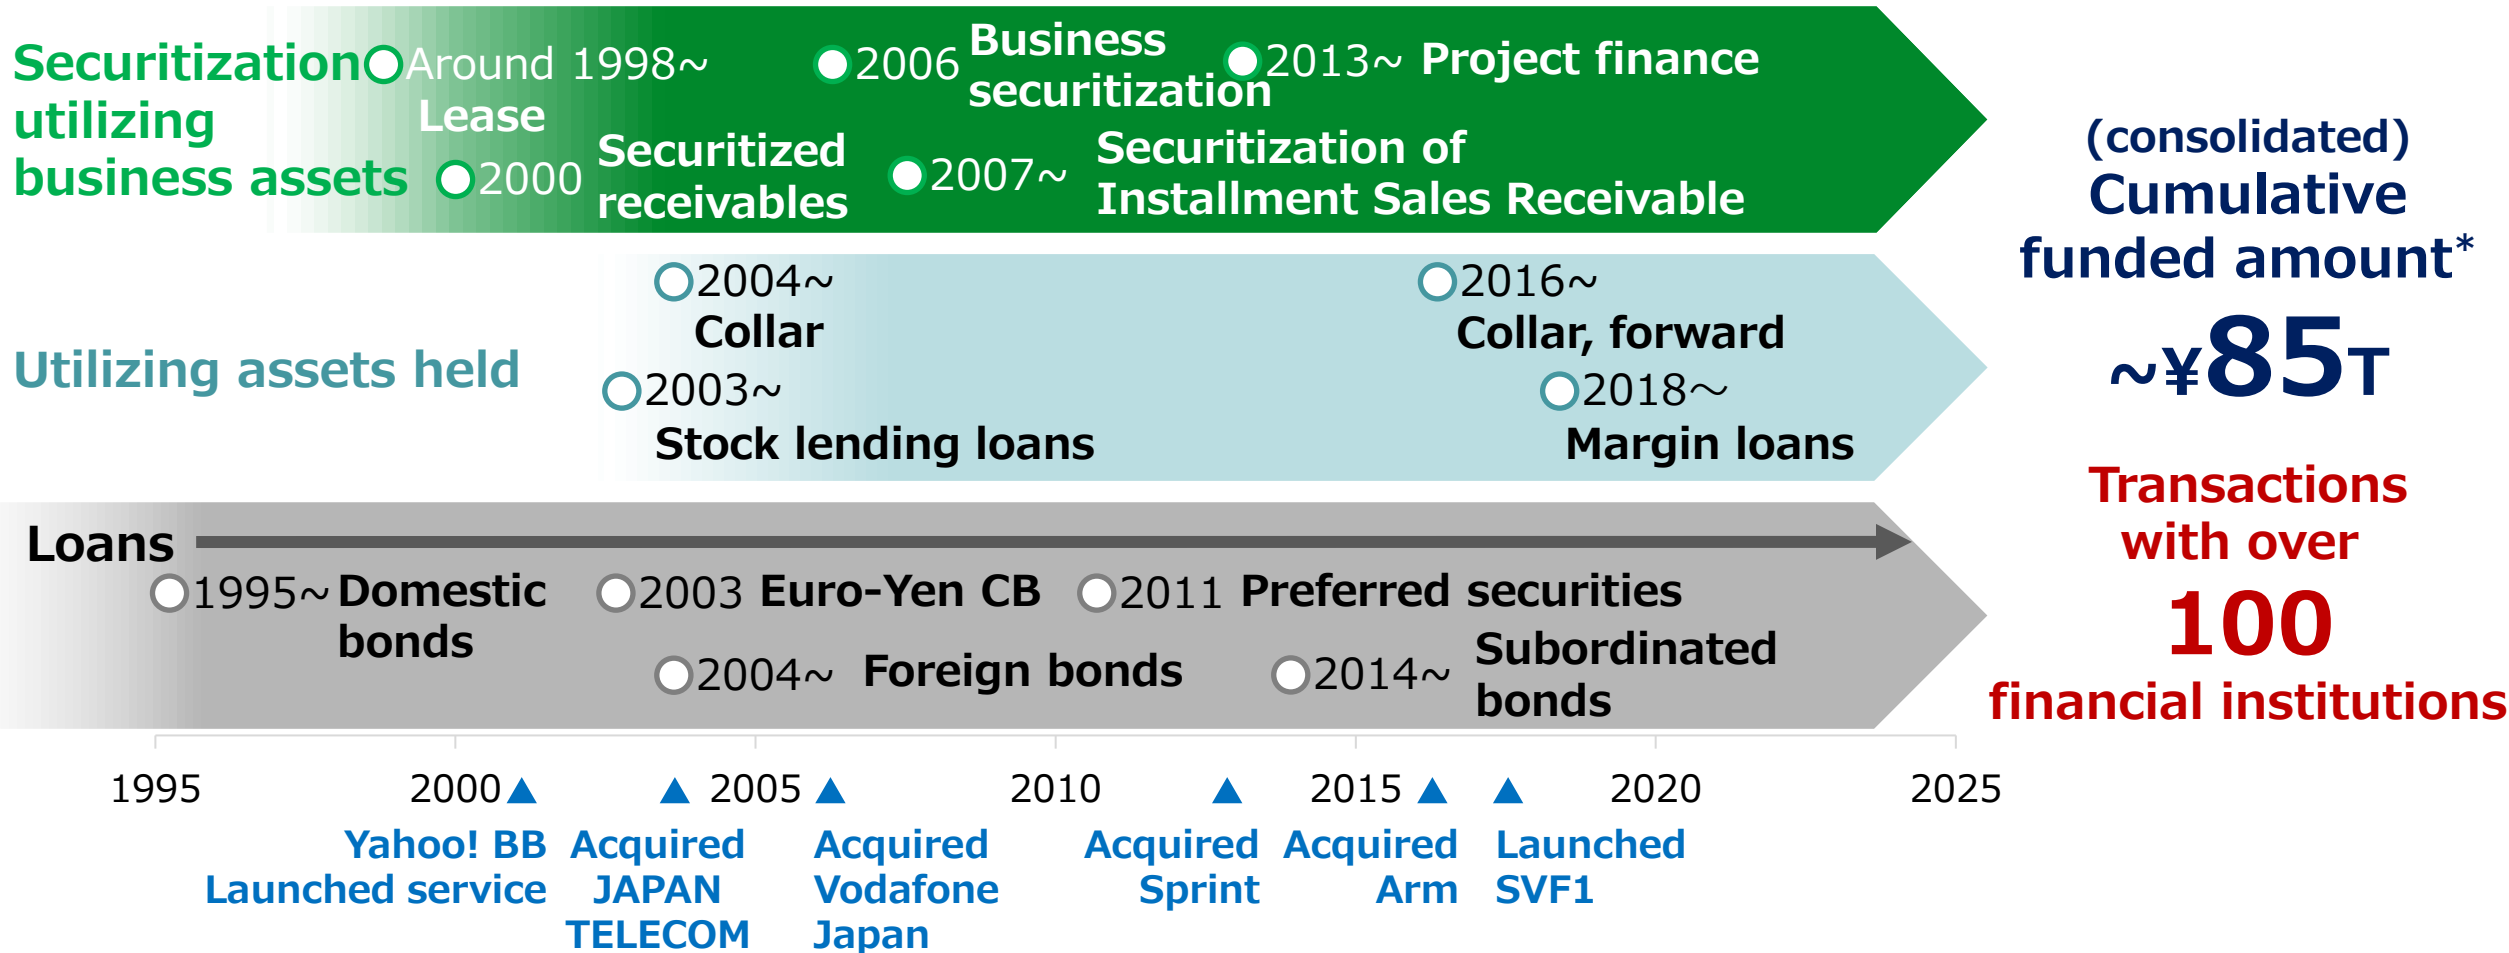 Securitization
utilizing
business assets
Around 1998~
Lease
2000 Securitized
receivables
2006 Business
securitization
2007~ Securitization of
Installment Sales Receivable
2013~ Project finance
Utilizing assets held
2004~
Collar
2003~
Stock lending loans
2016~
Collar, forward
2018～
Margin loans
Loans
1995~ Domestic
bonds
2003 Euro-Yen CB
2004~ Foreign bonds
2011 Preferred securities
2014~ Subordinated
bonds
1995 2000 2005 2010 2015 2020 2025
▲ ▲ ▲ ▲ ▲ ▲
Yahoo! BB
Launched service
Acquired
JAPAN
TELECOM
Acquired
Vodafone
Japan
Acquired
Sprint
Acquired
Arm
Launched
SVF1
(consolidated)
Cumulative
funded amount*
~¥85T
Transactions
with over
100
financial institutions